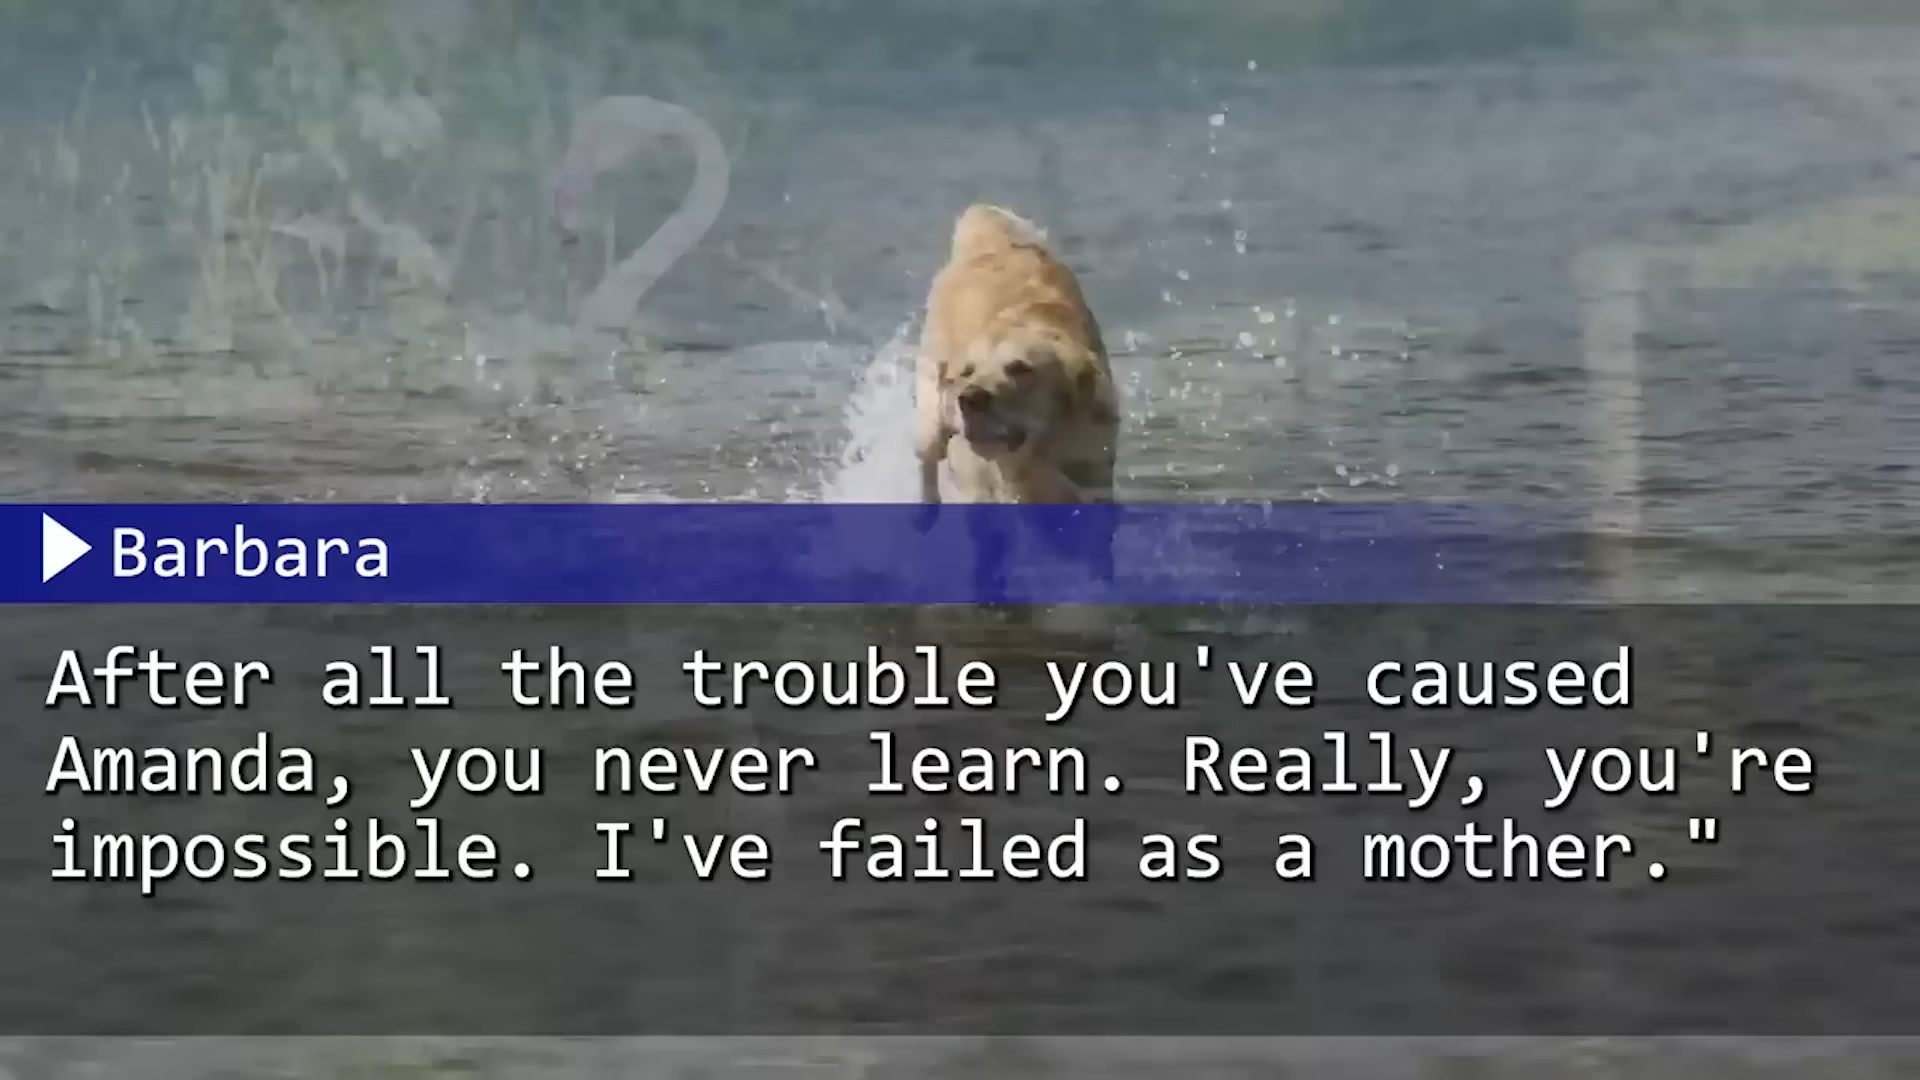 Barbara
After all the trouble you've caused
Amanda, you never learn. Really, you're
impossible. I've failed as a mother."